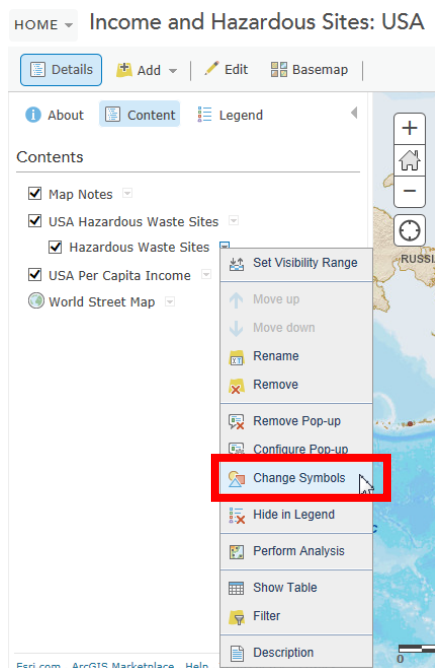 HOME Income and Hazardous Sites: USA
Details Add Edit Basemap
About Content Legend
Contents
Map Notes
USA Hazardous Waste Sites
Hazardous Waste Sites
USA Per Capita Income
World Street Map
Set Visibility Range
Move up
Move down
Rename
Remove
Remove Pop-up
Configure Pop-up
Change Symbols
Hide in Legend
Perform Analysis
Show Table
Filter
Description
RUSSI
0
Esri.com ArcGIS Marketplace Help